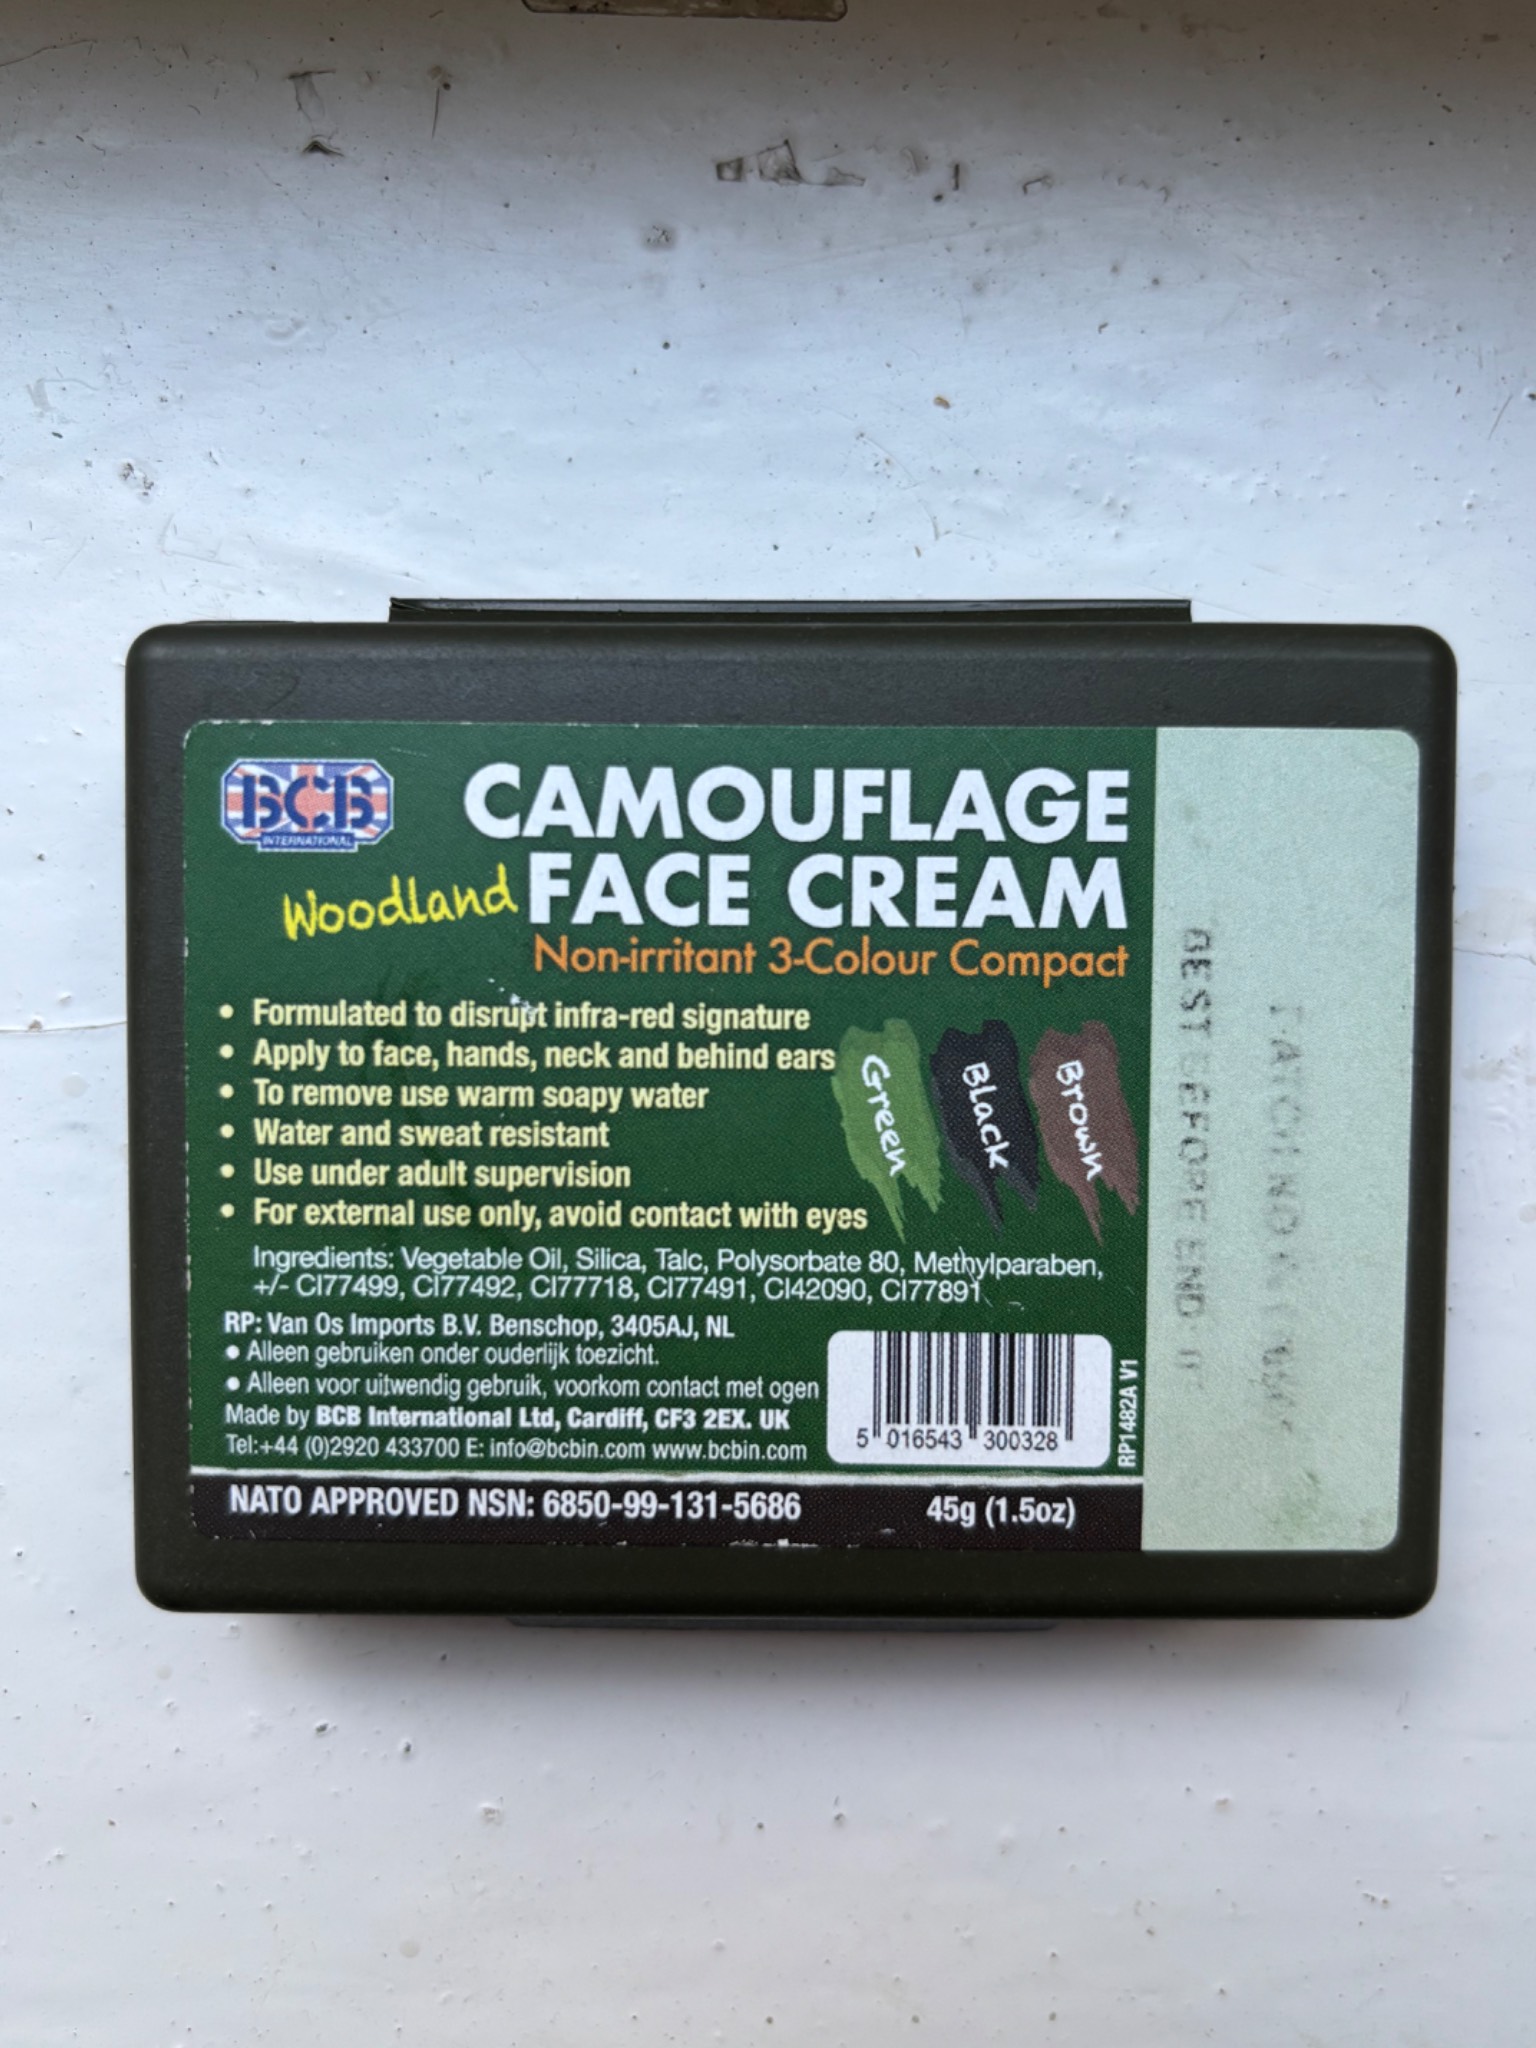 BCB
INTERNATIONAL
CAMOUFLAGE
Woodland FACE CREAM
Non-irritant 3-Colour Compact
• Formulated to disrupt infra-red signature
• Apply to face, hands, neck and behind ears
• To remove use warm soapy water
• Water and sweat resistant
• Use under adult supervision
• For external use only, avoid contact with eyes
Green
Black
Brown
Ingredients: Vegetable Oil, Silica, Talc, Polysorbate 80, Methylparaben,
+/- CI77499, CI77492, CI77718, CI77491, CI42090, CI77891
RP: Van Os Imports B.V. Benschop, 3405AJ, NL
• Alleen gebruiken onder ouderlijk toezicht.
• Alleen voor uitwendig gebruik, voorkom contact met ogen
Made by BCB International Ltd, Cardiff, CF3 2EX. UK
Tel:+44 (0)2920 433700 E: info@bcbin.com www.bcbin.com
5 016543 300328
RP1482A V1
NATO APPROVED NSN: 6850-99-131-5686
45g (1.5oz)
BATCH NO
BEST BEFORE END